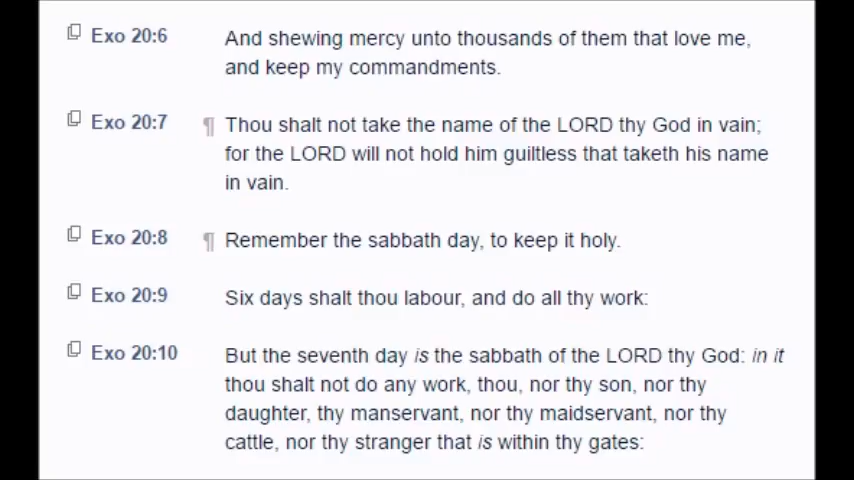 Exo 20:6 And shewing mercy unto thousands of them that love me,
and keep my commandments.
Exo 20:7 ¶ Thou shalt not take the name of the LORD thy God in vain;
for the LORD will not hold him guiltless that taketh his name
in vain.
Exo 20:8 ¶ Remember the sabbath day, to keep it holy.
Exo 20:9 Six days shalt thou labour, and do all thy work:
Exo 20:10 But the seventh day is the sabbath of the LORD thy God: in it
thou shalt not do any work, thou, nor thy son, nor thy
daughter, thy manservant, nor thy maidservant, nor thy
cattle, nor thy stranger that is within thy gates: